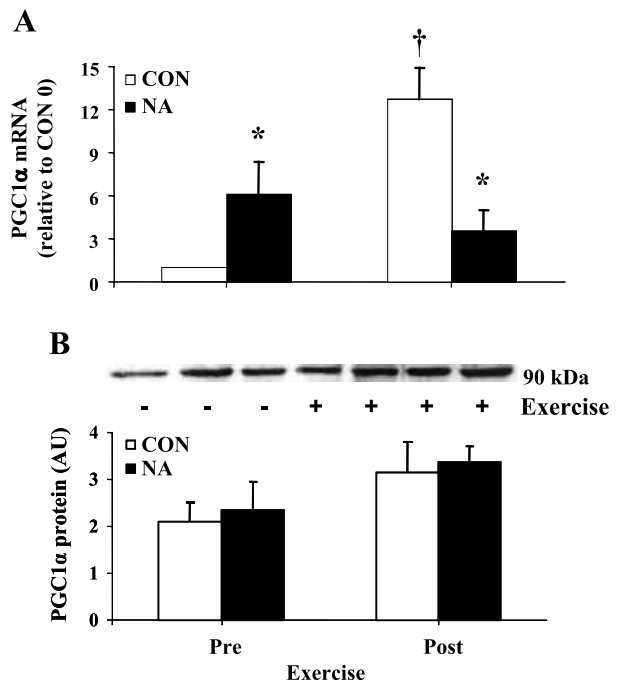 A
PGC1α mRNA
(relative to CON 0)
15
12
9
6
3
0
CON
NA
*
†
*
B
90 kDa
- - - + + + + Exercise
PGC1α protein (AU)
4
3
2
1
0
CON
NA
Pre Post
Exercise